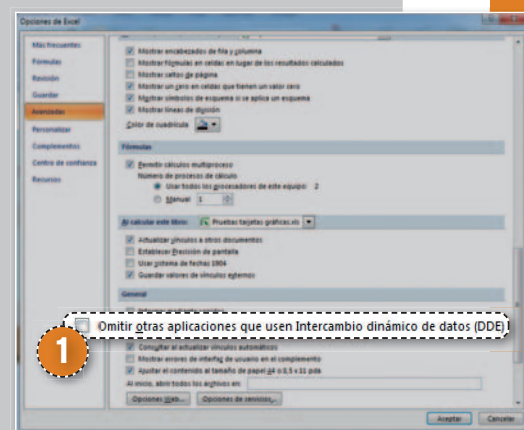 Opciones de Excel
Más frecuentes
Fórmulas
Revisión
Guardar
Avanzadas
Personalizar
Complementos
Centro de confianza
Recursos
Mostrar encabezados de fila y columna
Mostrar fórmulas en celdas en lugar de los resultados calculados
Mostrar saltos de página
Mostrar un cero en celdas que tienen un valor cero
Mostrar símbolos de esquema si se aplica un esquema
Mostrar líneas de división
Color de cuadrícula
Fórmulas
Permitir cálculos multiproceso
Número de procesos de cálculo
Usar todos los procesadores de este equipo: 2
Manual: 1
Al calcular este libro: Pruebas tarjetas gráficas.xls
Actualizar vínculos a otros documentos
Establecer Precisión de pantalla
Usar sistema de fechas 1904
Guardar valores de vínculos externos
General
Omitir otras aplicaciones que usen Intercambio dinámico de datos (DDE)
1
Consultar al actualizar vínculos automáticos
Mostrar errores de interfaz de usuario en el complemento
Ajustar el contenido al tamaño de papel A4 o 8,5 x 11 pda
Al inicio, abrir todos los archivos en:
Opciones Web... Opciones de servicios...
Aceptar Cancelar